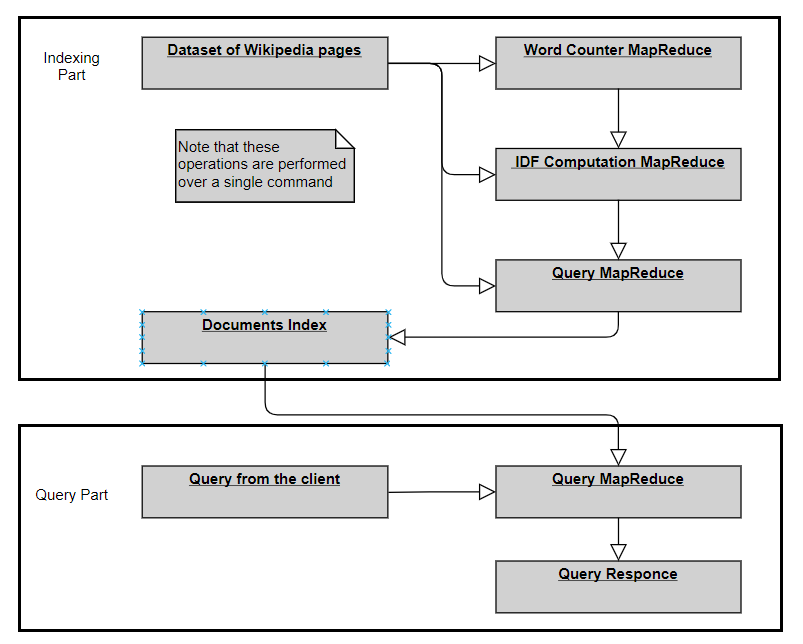 Indexing
Part
Dataset of Wikipedia pages
Word Counter MapReduce
Note that these
operations are performed
over a single command
IDF Computation MapReduce
Query MapReduce
Documents Index
Query Part
Query from the client
Query MapReduce
Query Responce